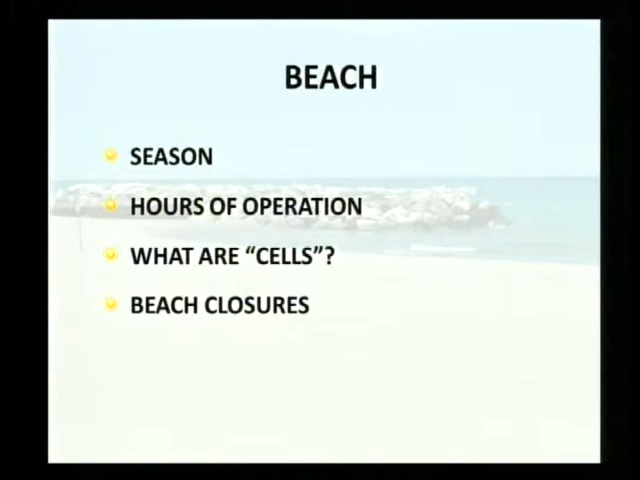 BEACH
SEASON
HOURS OF OPERATION
WHAT ARE “CELLS”?
BEACH CLOSURES